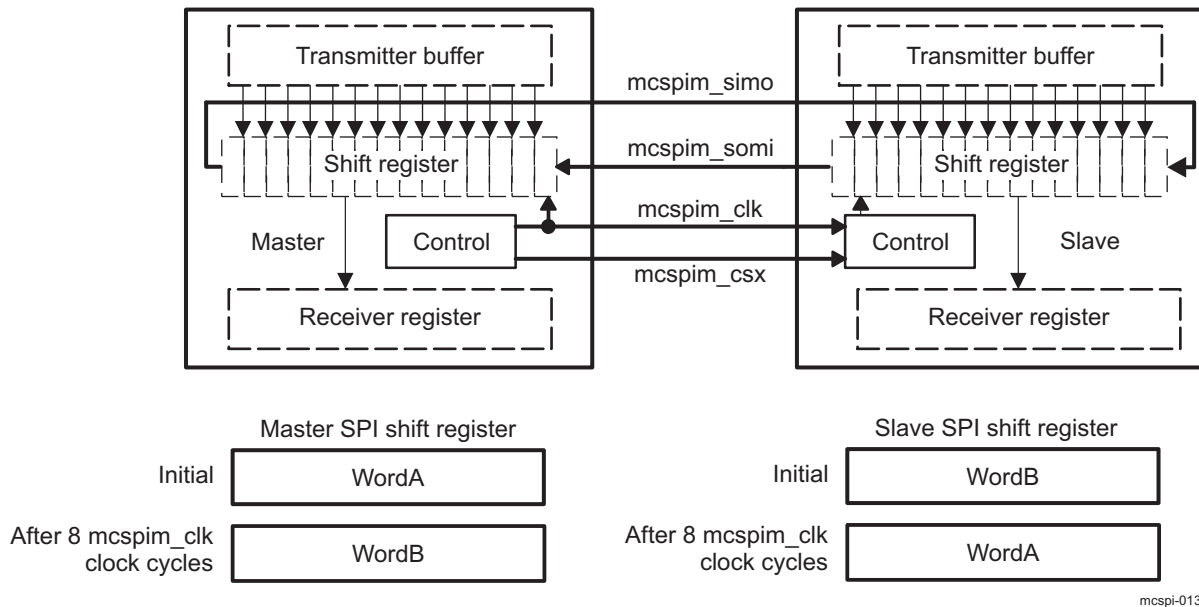 Transmitter buffer
Transmitter buffer
mcspim_simo
Shift register
mcspim_somi
Shift register
mcspim_clk
Master
Control
Control
Slave
mcspim_csx
Receiver register
Receiver register
Master SPI shift register
Slave SPI shift register
Initial
WordA
Initial
WordB
After 8 mcspim_clk
clock cycles
WordB
After 8 mcspim_clk
clock cycles
WordA
mcspi-013